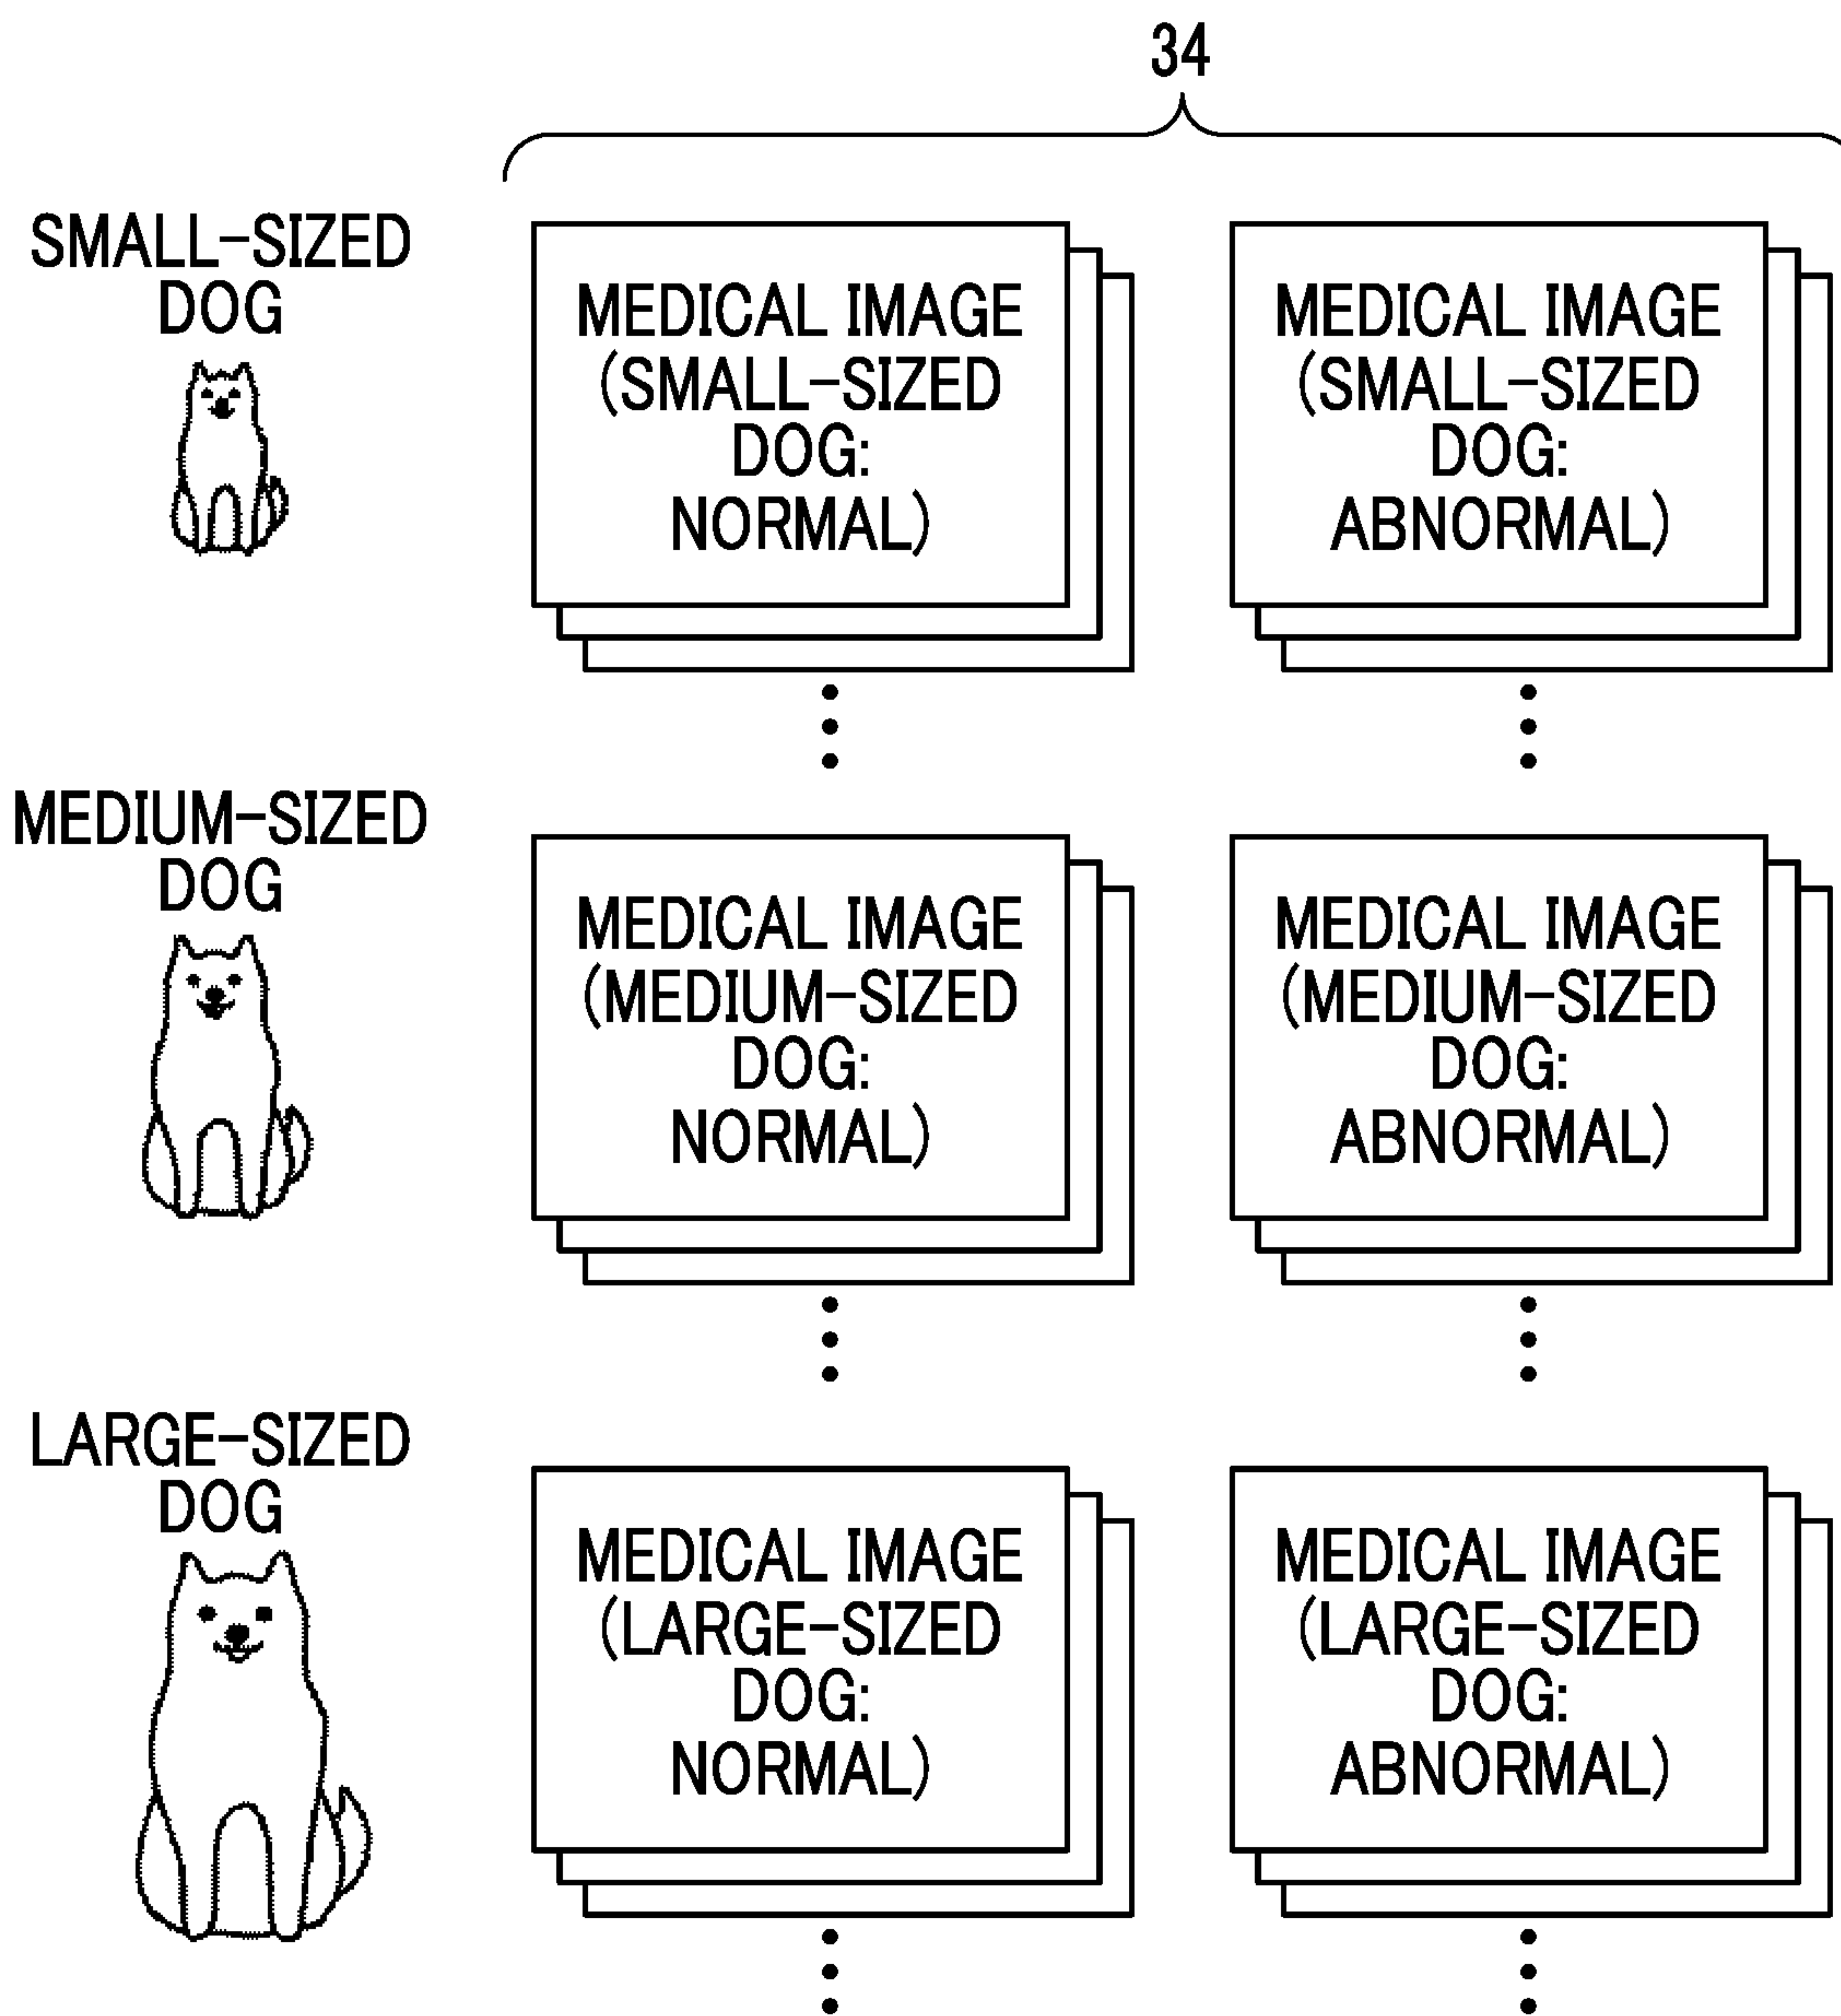 34
SMALL-SIZED
DOG
MEDICAL IMAGE
(SMALL-SIZED
DOG:
NORMAL)
MEDICAL IMAGE
(SMALL-SIZED
DOG:
ABNORMAL)
MEDIUM-SIZED
DOG
MEDICAL IMAGE
(MEDIUM-SIZED
DOG:
NORMAL)
MEDICAL IMAGE
(MEDIUM-SIZED
DOG:
ABNORMAL)
LARGE-SIZED
DOG
MEDICAL IMAGE
(LARGE-SIZED
DOG:
NORMAL)
MEDICAL IMAGE
(LARGE-SIZED
DOG:
ABNORMAL)